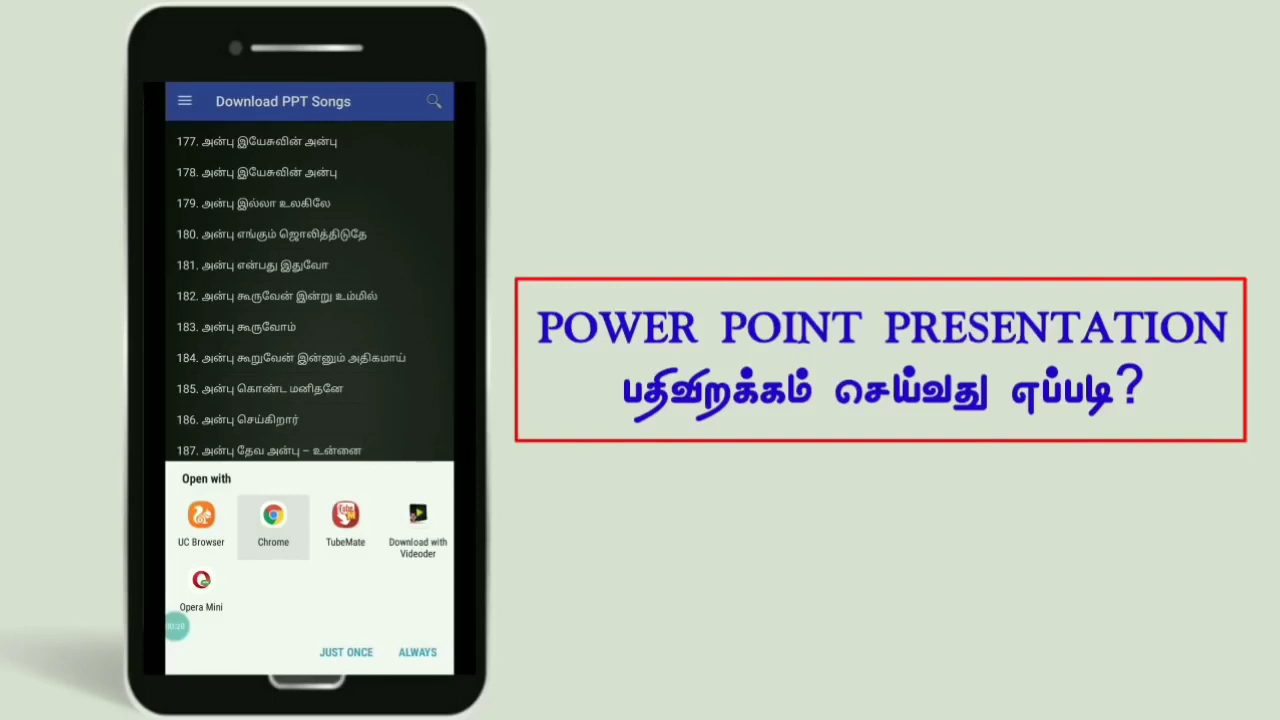 Download PPT Songs
177. அன்பு இயேசுவின் அன்பு
178. அன்பு இயேசுவின் அன்பு
179. அன்பு இல்லா உலகிலே
180. அன்பு எங்கும் ஜொலித்திடுதே
181. அன்பு என்பது இதுவோ
182. அன்பு கூருவேன் இன்று உம்மில்
183. அன்பு கூருவோம்
184. அன்பு கூறுவேன் இன்னும் அதிகமாய்
185. அன்பு கொண்ட மனிதனே
186. அன்பு செய்கிறார்
187. அன்பு தேவ அன்பு – உன்னை
Open with
UC Browser
Chrome
TubeMate
Download with
Videoder
Opera Mini
00:26
JUST ONCE
ALWAYS
POWER POINT PRESENTATION
பதிவிறக்கம் செய்வது எப்படி?